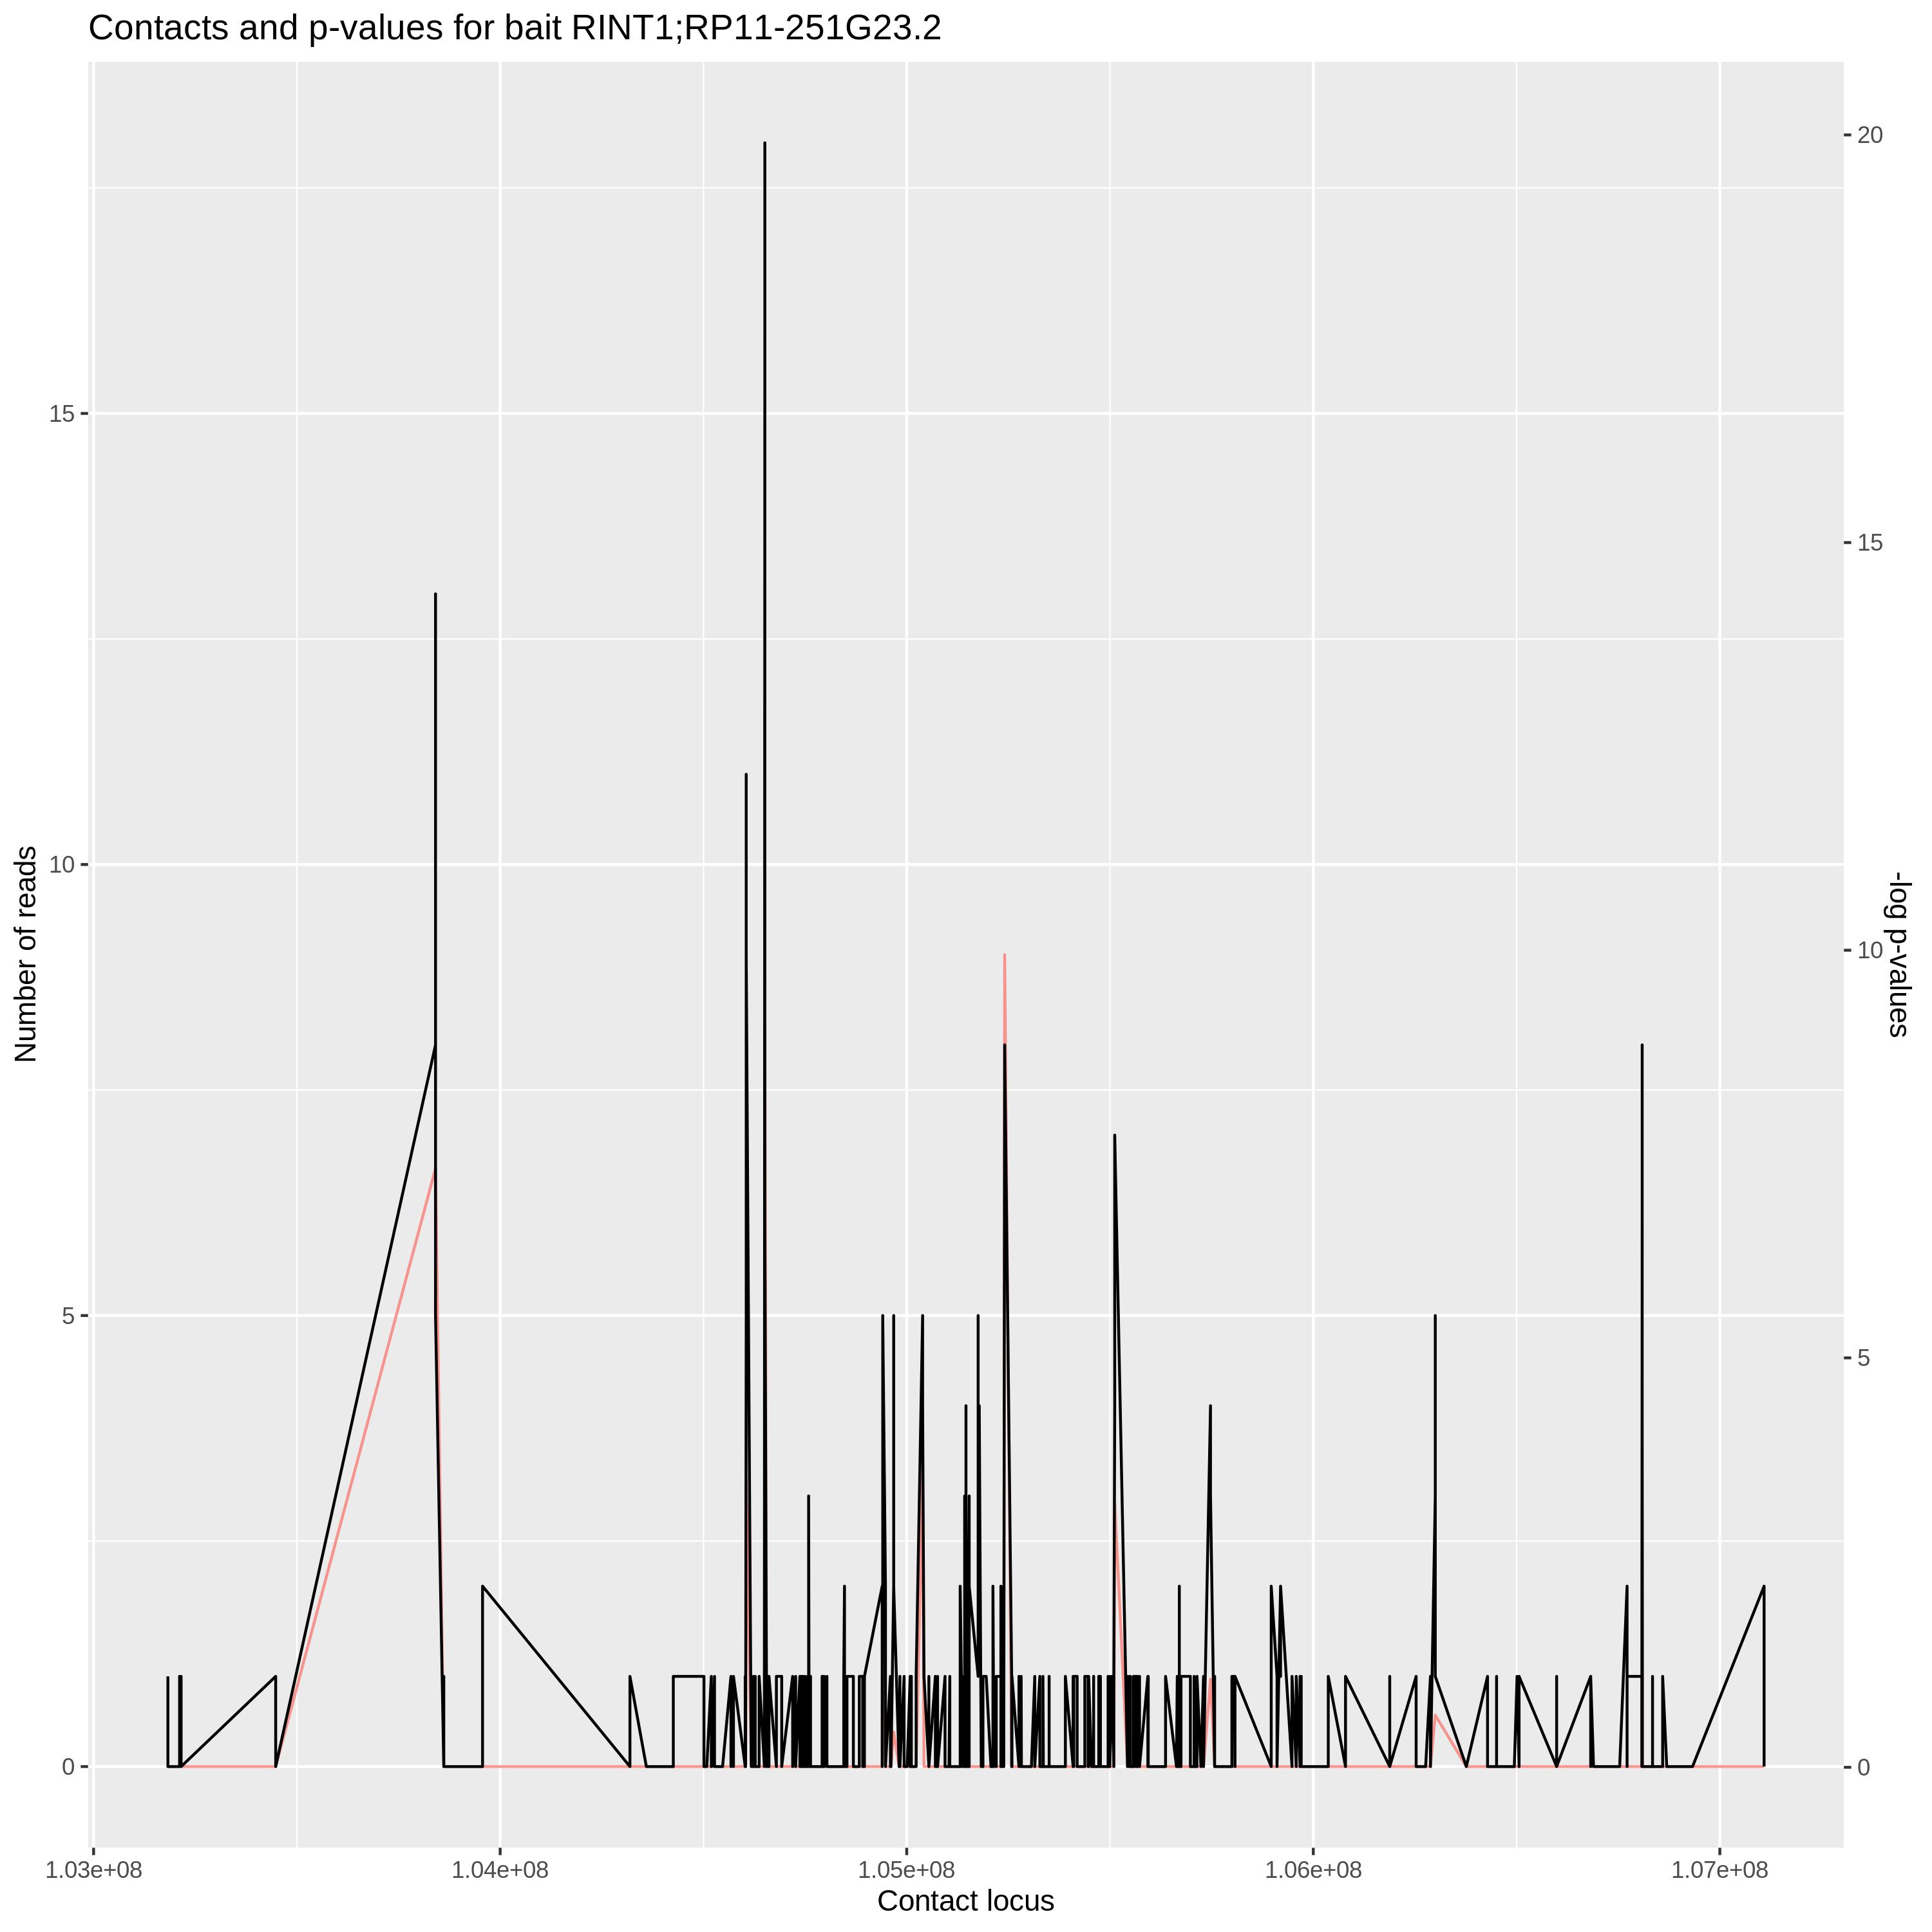 Contacts and p-values for bait RINT1;RP11-251G23.2
20
15
15
10
10
5
5
0
0
Number of reads
-log p-values
1.03e+08 1.04e+08 1.05e+08 1.06e+08 1.07e+08
Contact locus